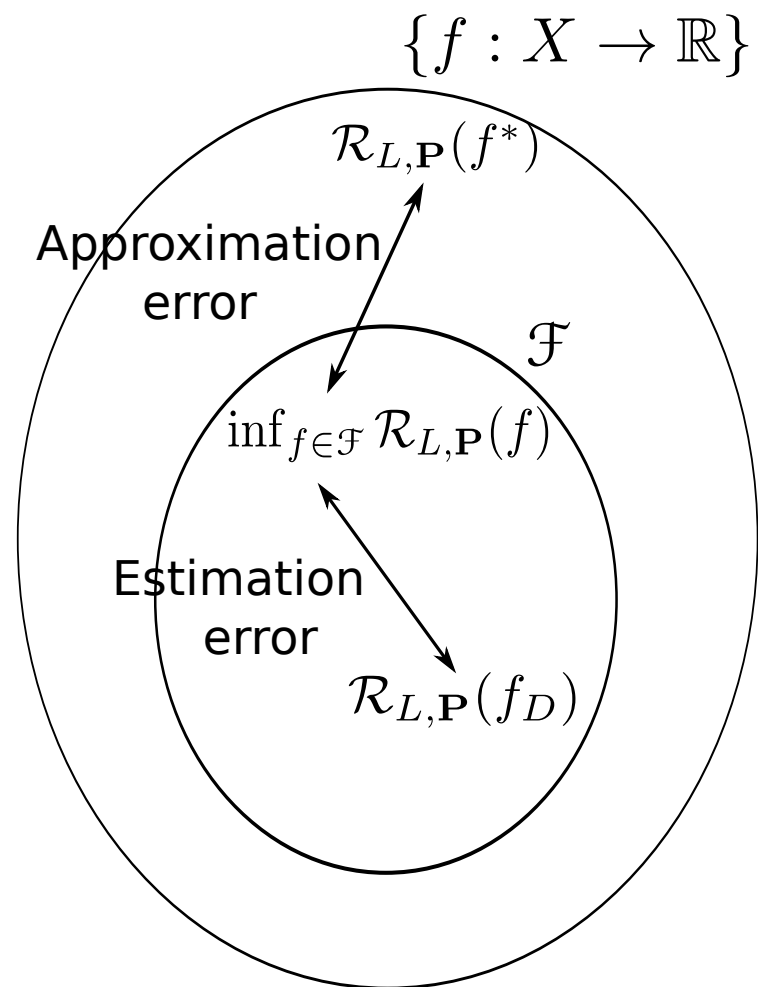 {f : X → ℝ}
ℛ_{L,𝐏}(f*)
Approximation
error
ℱ
inf_{f∈ℱ} ℛ_{L,𝐏}(f)
Estimation
error
ℛ_{L,𝐏}(f_D)